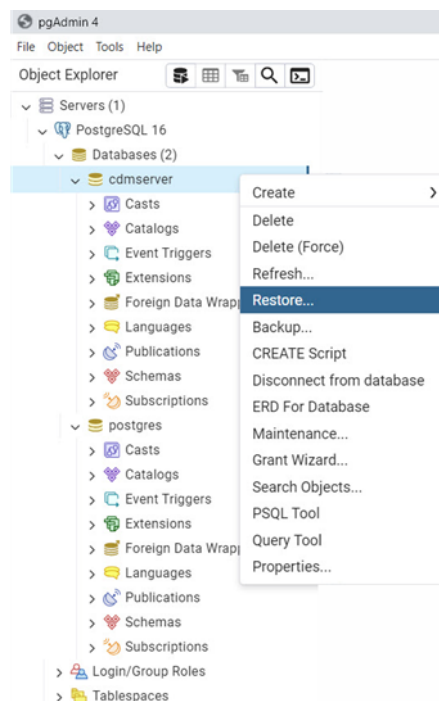 pgAdmin 4
File Object Tools Help
Object Explorer
Servers (1)
PostgreSQL 16
Databases (2)
cdmserver
Casts
Catalogs
Event Triggers
Extensions
Foreign Data Wrap
Languages
Publications
Schemas
Subscriptions
postgres
Casts
Catalogs
Event Triggers
Extensions
Foreign Data Wrap
Languages
Publications
Schemas
Subscriptions
Login/Group Roles
Tablespaces
Create
Delete
Delete (Force)
Refresh...
Restore...
Backup...
CREATE Script
Disconnect from database
ERD For Database
Maintenance...
Grant Wizard...
Search Objects...
PSQL Tool
Query Tool
Properties...